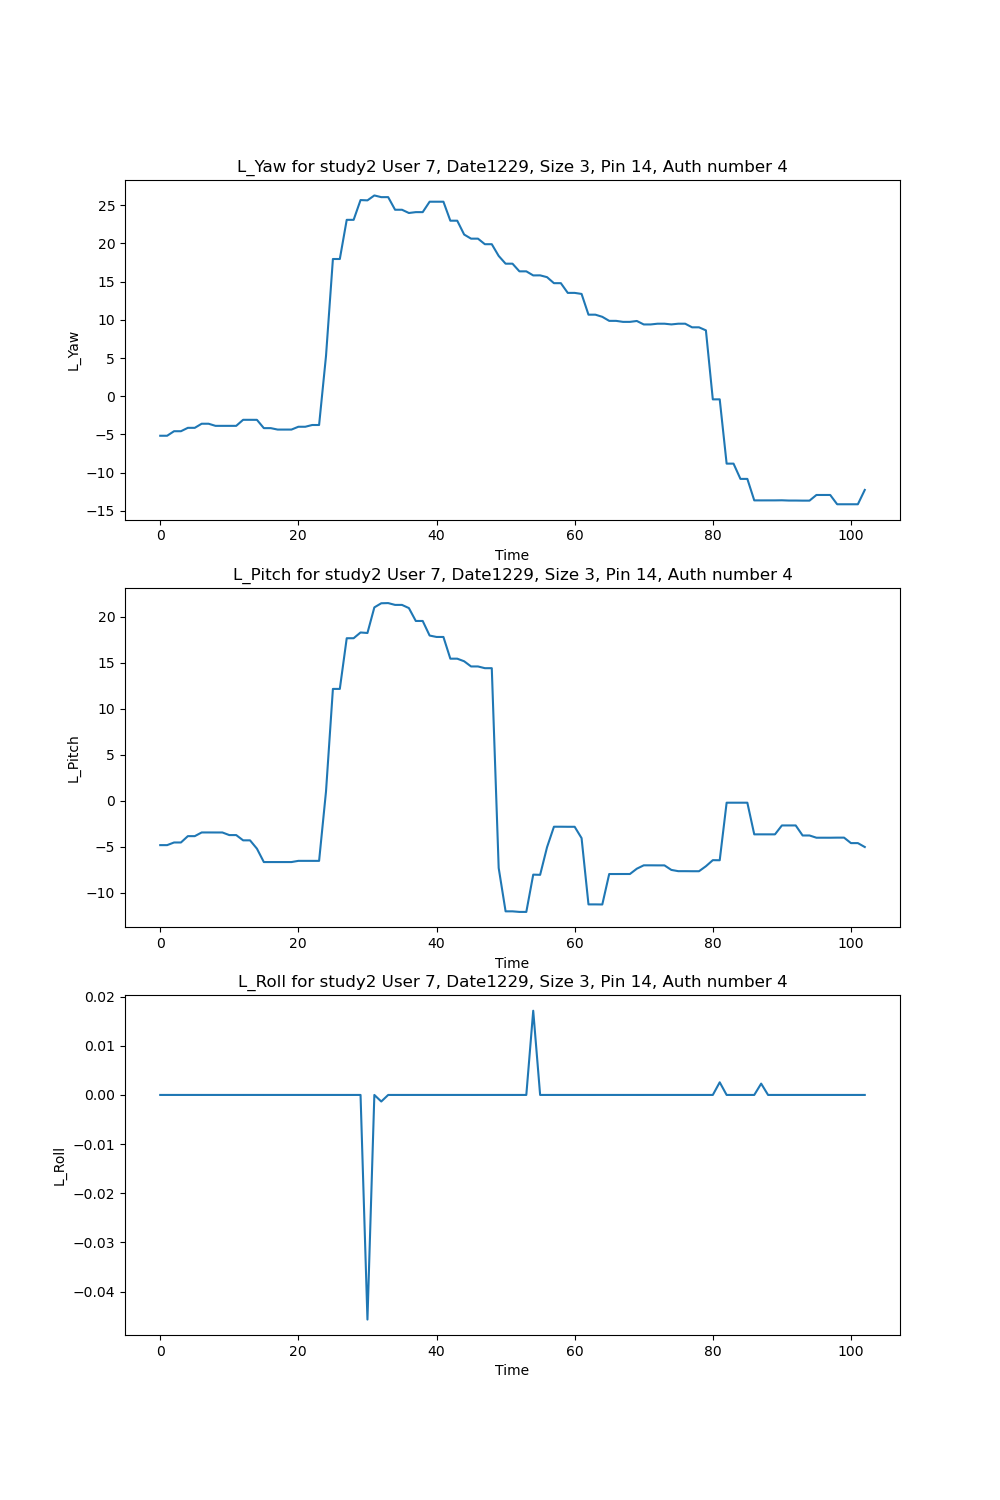 L_Yaw for study2 User 7, Date1229, Size 3, Pin 14, Auth number 4
25
20
15
10
5
0
−5
−10
−15
L_Yaw
0 20 40 60 80 100
Time
L_Pitch for study2 User 7, Date1229, Size 3, Pin 14, Auth number 4
20
15
10
5
0
−5
−10
L_Pitch
0 20 40 60 80 100
Time
L_Roll for study2 User 7, Date1229, Size 3, Pin 14, Auth number 4
0.02
0.01
0.00
−0.01
−0.02
−0.03
−0.04
L_Roll
0 20 40 60 80 100
Time